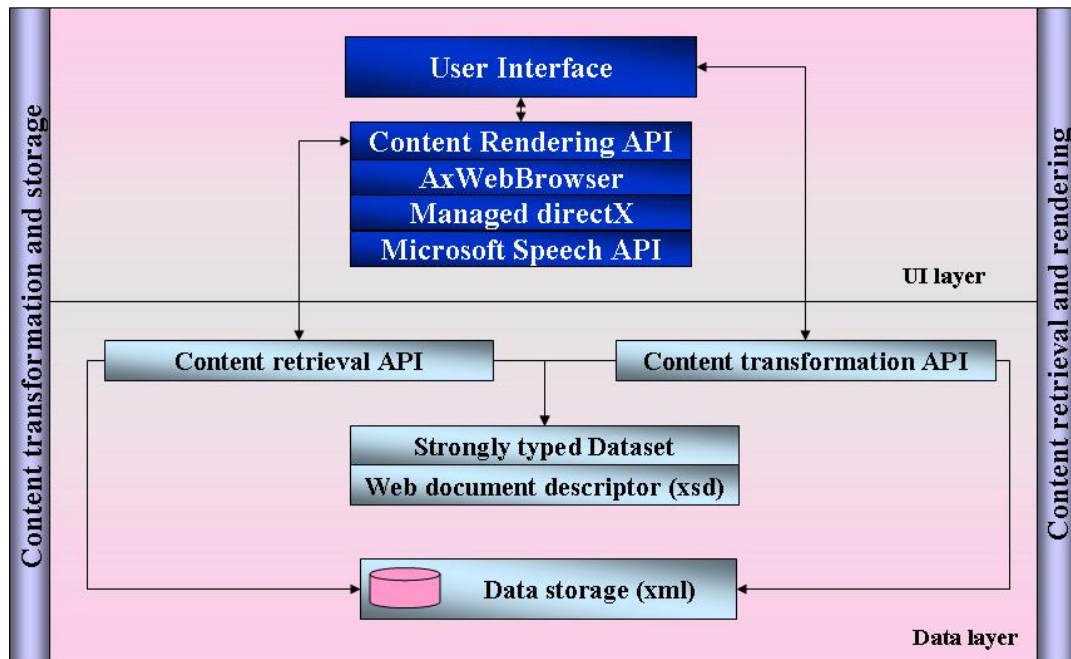 Content transformation and storage
User Interface
Content Rendering API
AxWebBrowser
Managed directX
Microsoft Speech API
UI layer
Content retrieval API
Content transformation API
Strongly typed Dataset
Web document descriptor (xsd)
Data storage (xml)
Data layer
Content retrieval and rendering